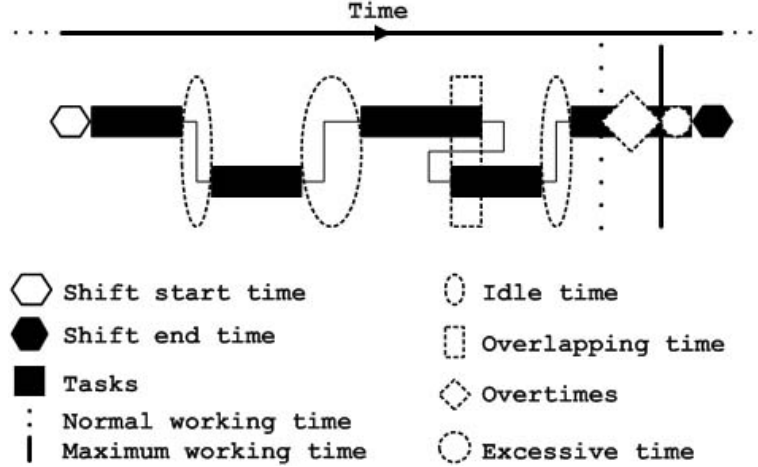 Time
Shift start time
Shift end time
Tasks
Normal working time
Maximum working time
Idle time
Overlapping time
Overtimes
Excessive time